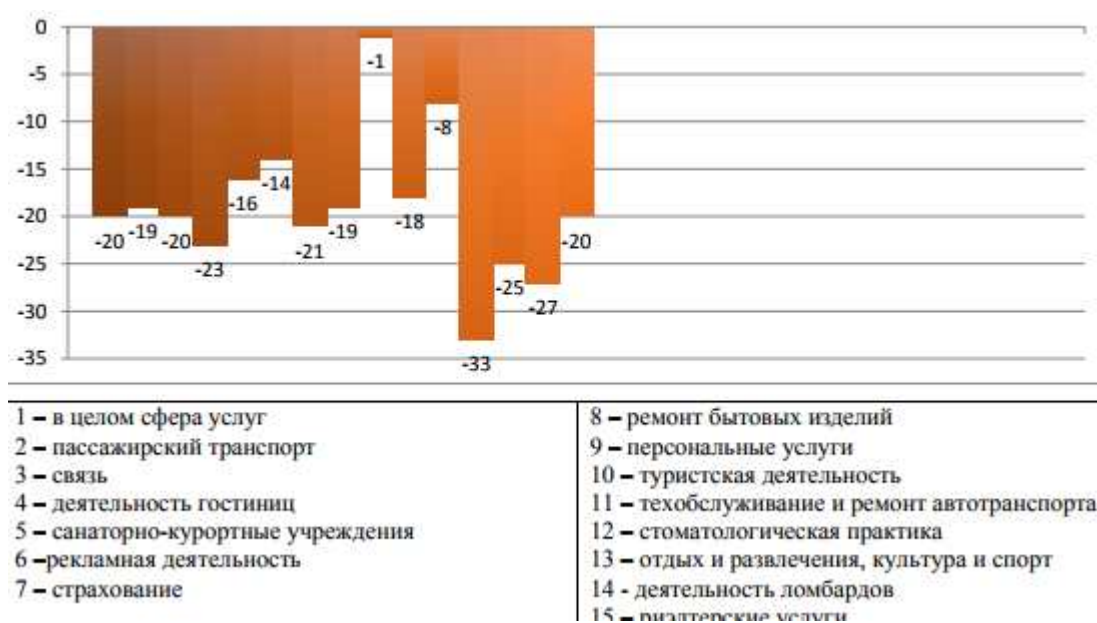 0
-5
-10
-15
-20
-25
-30
-35
-20
-19
-20
-23
-16
-14
-21
-19
-1
-18
-8
-33
-25
-27
-20
1 – в целом сфера услуг
2 – пассажирский транспорт
3 – связь
4 – деятельность гостиниц
5 – санаторно-курортные учреждения
6 –рекламная деятельность
7 – страхование
8 – ремонт бытовых изделий
9 – персональные услуги
10 – туристская деятельность
11 – техобслуживание и ремонт автотранспорта
12 – стоматологическая практика
13 – отдых и развлечения, культура и спорт
14 - деятельность ломбардов
15 – риэлтерские услуги